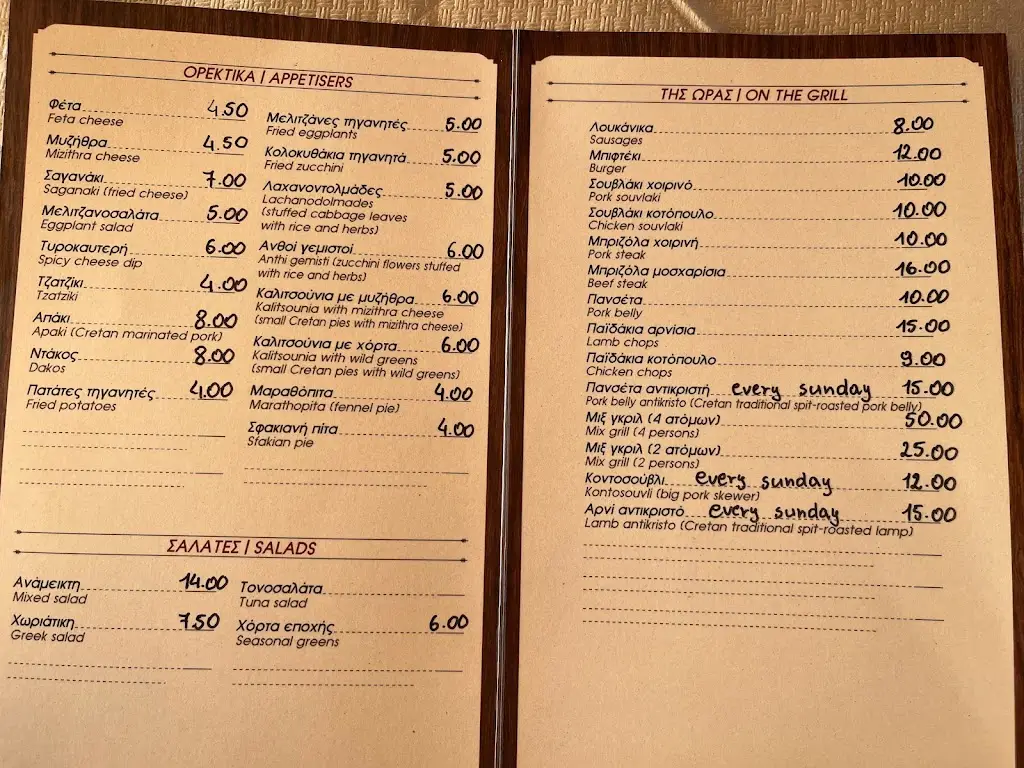 ΟΡΕΚΤΙΚΑ | APPETISERS
Φέτα 4.50
Feta cheese
Μυζήθρα 4.50
Mizithra cheese
Σαγανάκι 7.00
Saganaki (fried cheese)
Μελιτζανοσαλάτα 5.00
Eggplant salad
Τυροκαυτερή 6.00
Spicy cheese dip
Τζατζίκι 4.00
Tzatziki
Απάκι 8.00
Apaki (Cretan marinated pork)
Ντάκος 8.00
Dakos
Πατάτες τηγανητές 4.00
Fried potatoes
Μελιτζάνες τηγανητές 5.00
Fried eggplants
Κολοκυθάκια τηγανητά 5.00
Fried zucchini
Λαχανοντολμάδες 5.00
Lachanodolmades
(stuffed cabbage leaves
with rice and herbs)
Ανθοί γεμιστοί 6.00
Anthi gemisti (zucchini flowers stuffed
with rice and herbs)
Καλιτσούνια με μυζήθρα 6.00
Kalitsounia with mizithra cheese
(small Cretan pies with mizithra cheese)
Καλιτσούνια με χόρτα 6.00
Kalitsounia with wild greens
(small Cretan pies with wild greens)
Μαραθόπιτα 4.00
Marathopita (fennel pie)
Σφακιανή πίτα 4.00
Sfakian pie
ΣΑΛΑΤΕΣ | SALADS
Ανάμεικτη 14.00
Mixed salad
Χωριάτικη 7.50
Greek salad
Τονοσαλάτα
Tuna salad
Χόρτα εποχής 6.00
Seasonal greens
ΤΗΣ ΩΡΑΣ | ON THE GRILL
Λουκάνικα 8.00
Sausages
Μπιφτέκι 12.00
Burger
Σουβλάκι χοιρινό 10.00
Pork souvlaki
Σουβλάκι κοτόπουλο 10.00
Chicken souvlaki
Μπριζόλα χοιρινή 10.00
Pork steak
Μπριζόλα μοσχαρίσια 16.00
Beef steak
Πανσέτα 10.00
Pork belly
Παϊδάκια αρνίσια 15.00
Lamb chops
Παϊδάκια κοτόπουλο 9.00
Chicken chops
Πανσέτα αντικριστή every sunday 15.00
Pork belly antikristo (Cretan traditional spit-roasted pork belly)
Μιξ γκριλ (4 ατόμων) 50.00
Mix grill (4 persons)
Μιξ γκριλ (2 ατόμων) 25.00
Mix grill (2 persons)
Κοντοσούβλι every sunday 12.00
Kontosouvli (big pork skewer)
Αρνί αντικριστό every sunday 15.00
Lamb antikristo (Cretan traditional spit-roasted lamp)